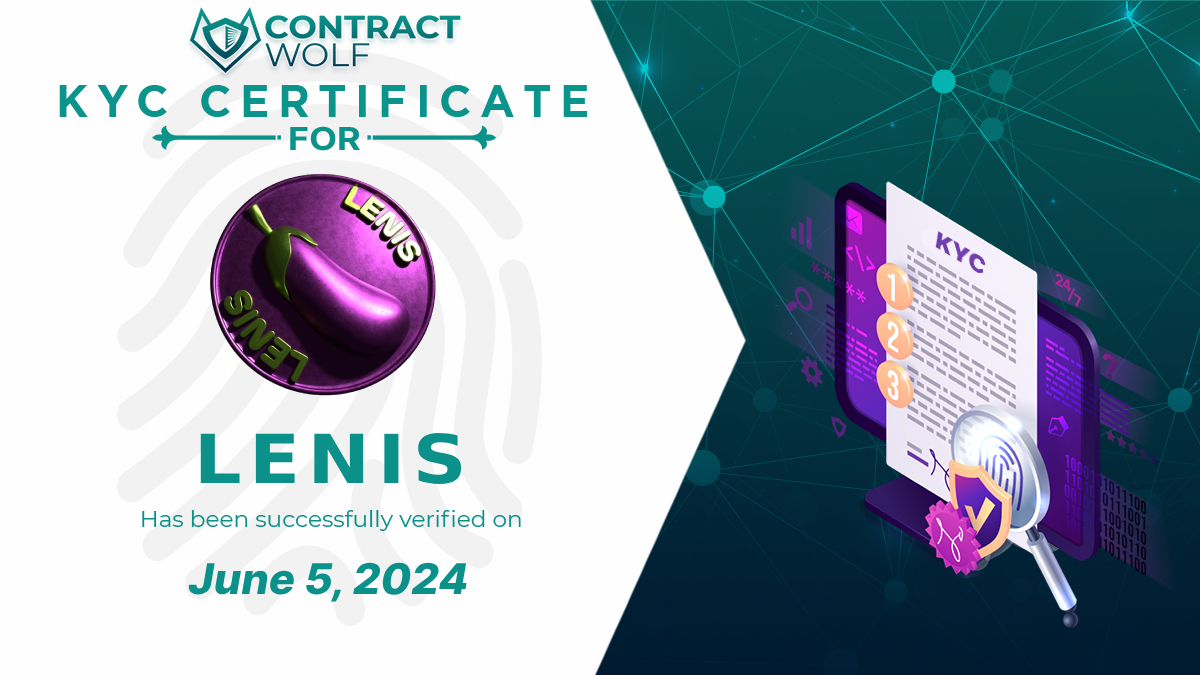 CONTRACT
WOLF
KYC CERTIFICATE
FOR
LENIS
LENIS
LENIS
Has been successfully verified on
June 5, 2024
KYC
1
2
3
</>
*****
24/7
?